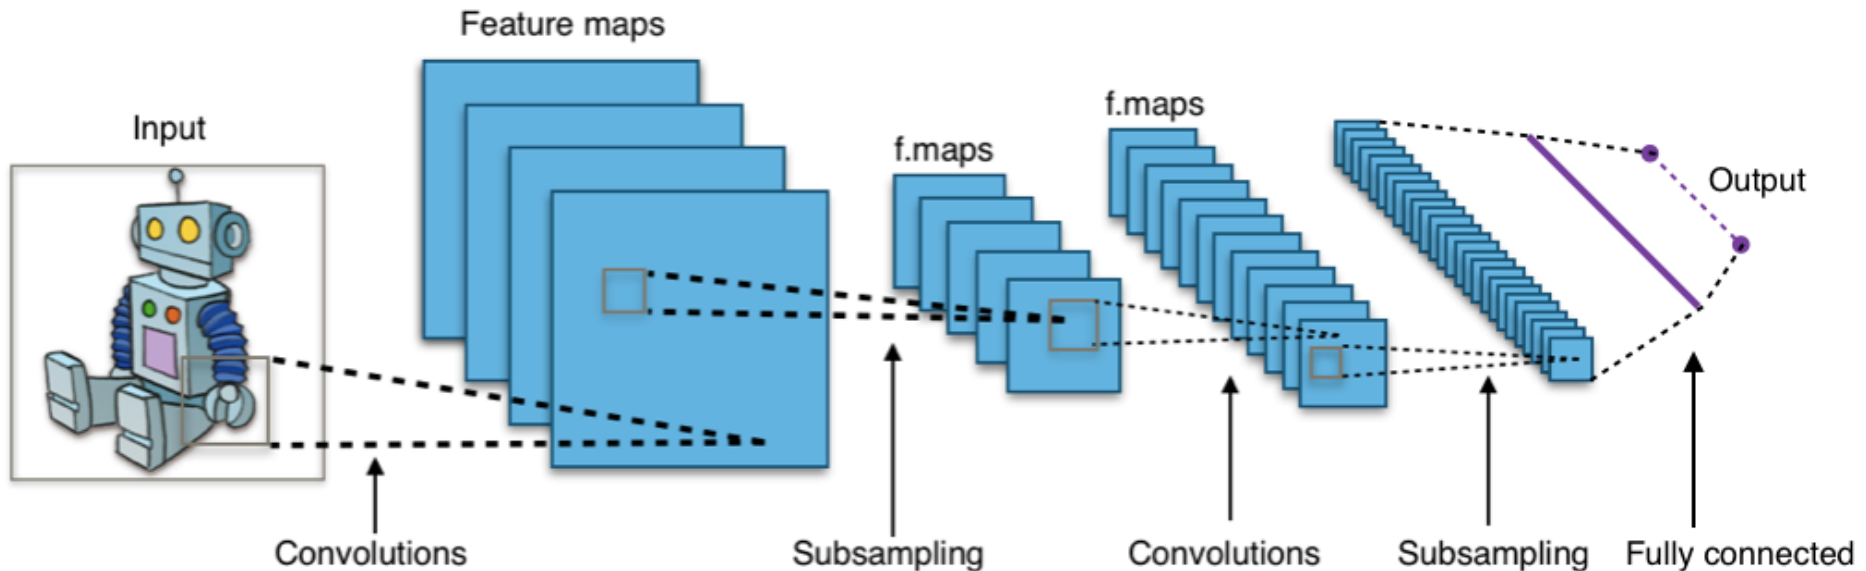 Feature maps
f.maps
Input
f.maps
Output
Convolutions
Subsampling
Convolutions
Subsampling
Fully connected